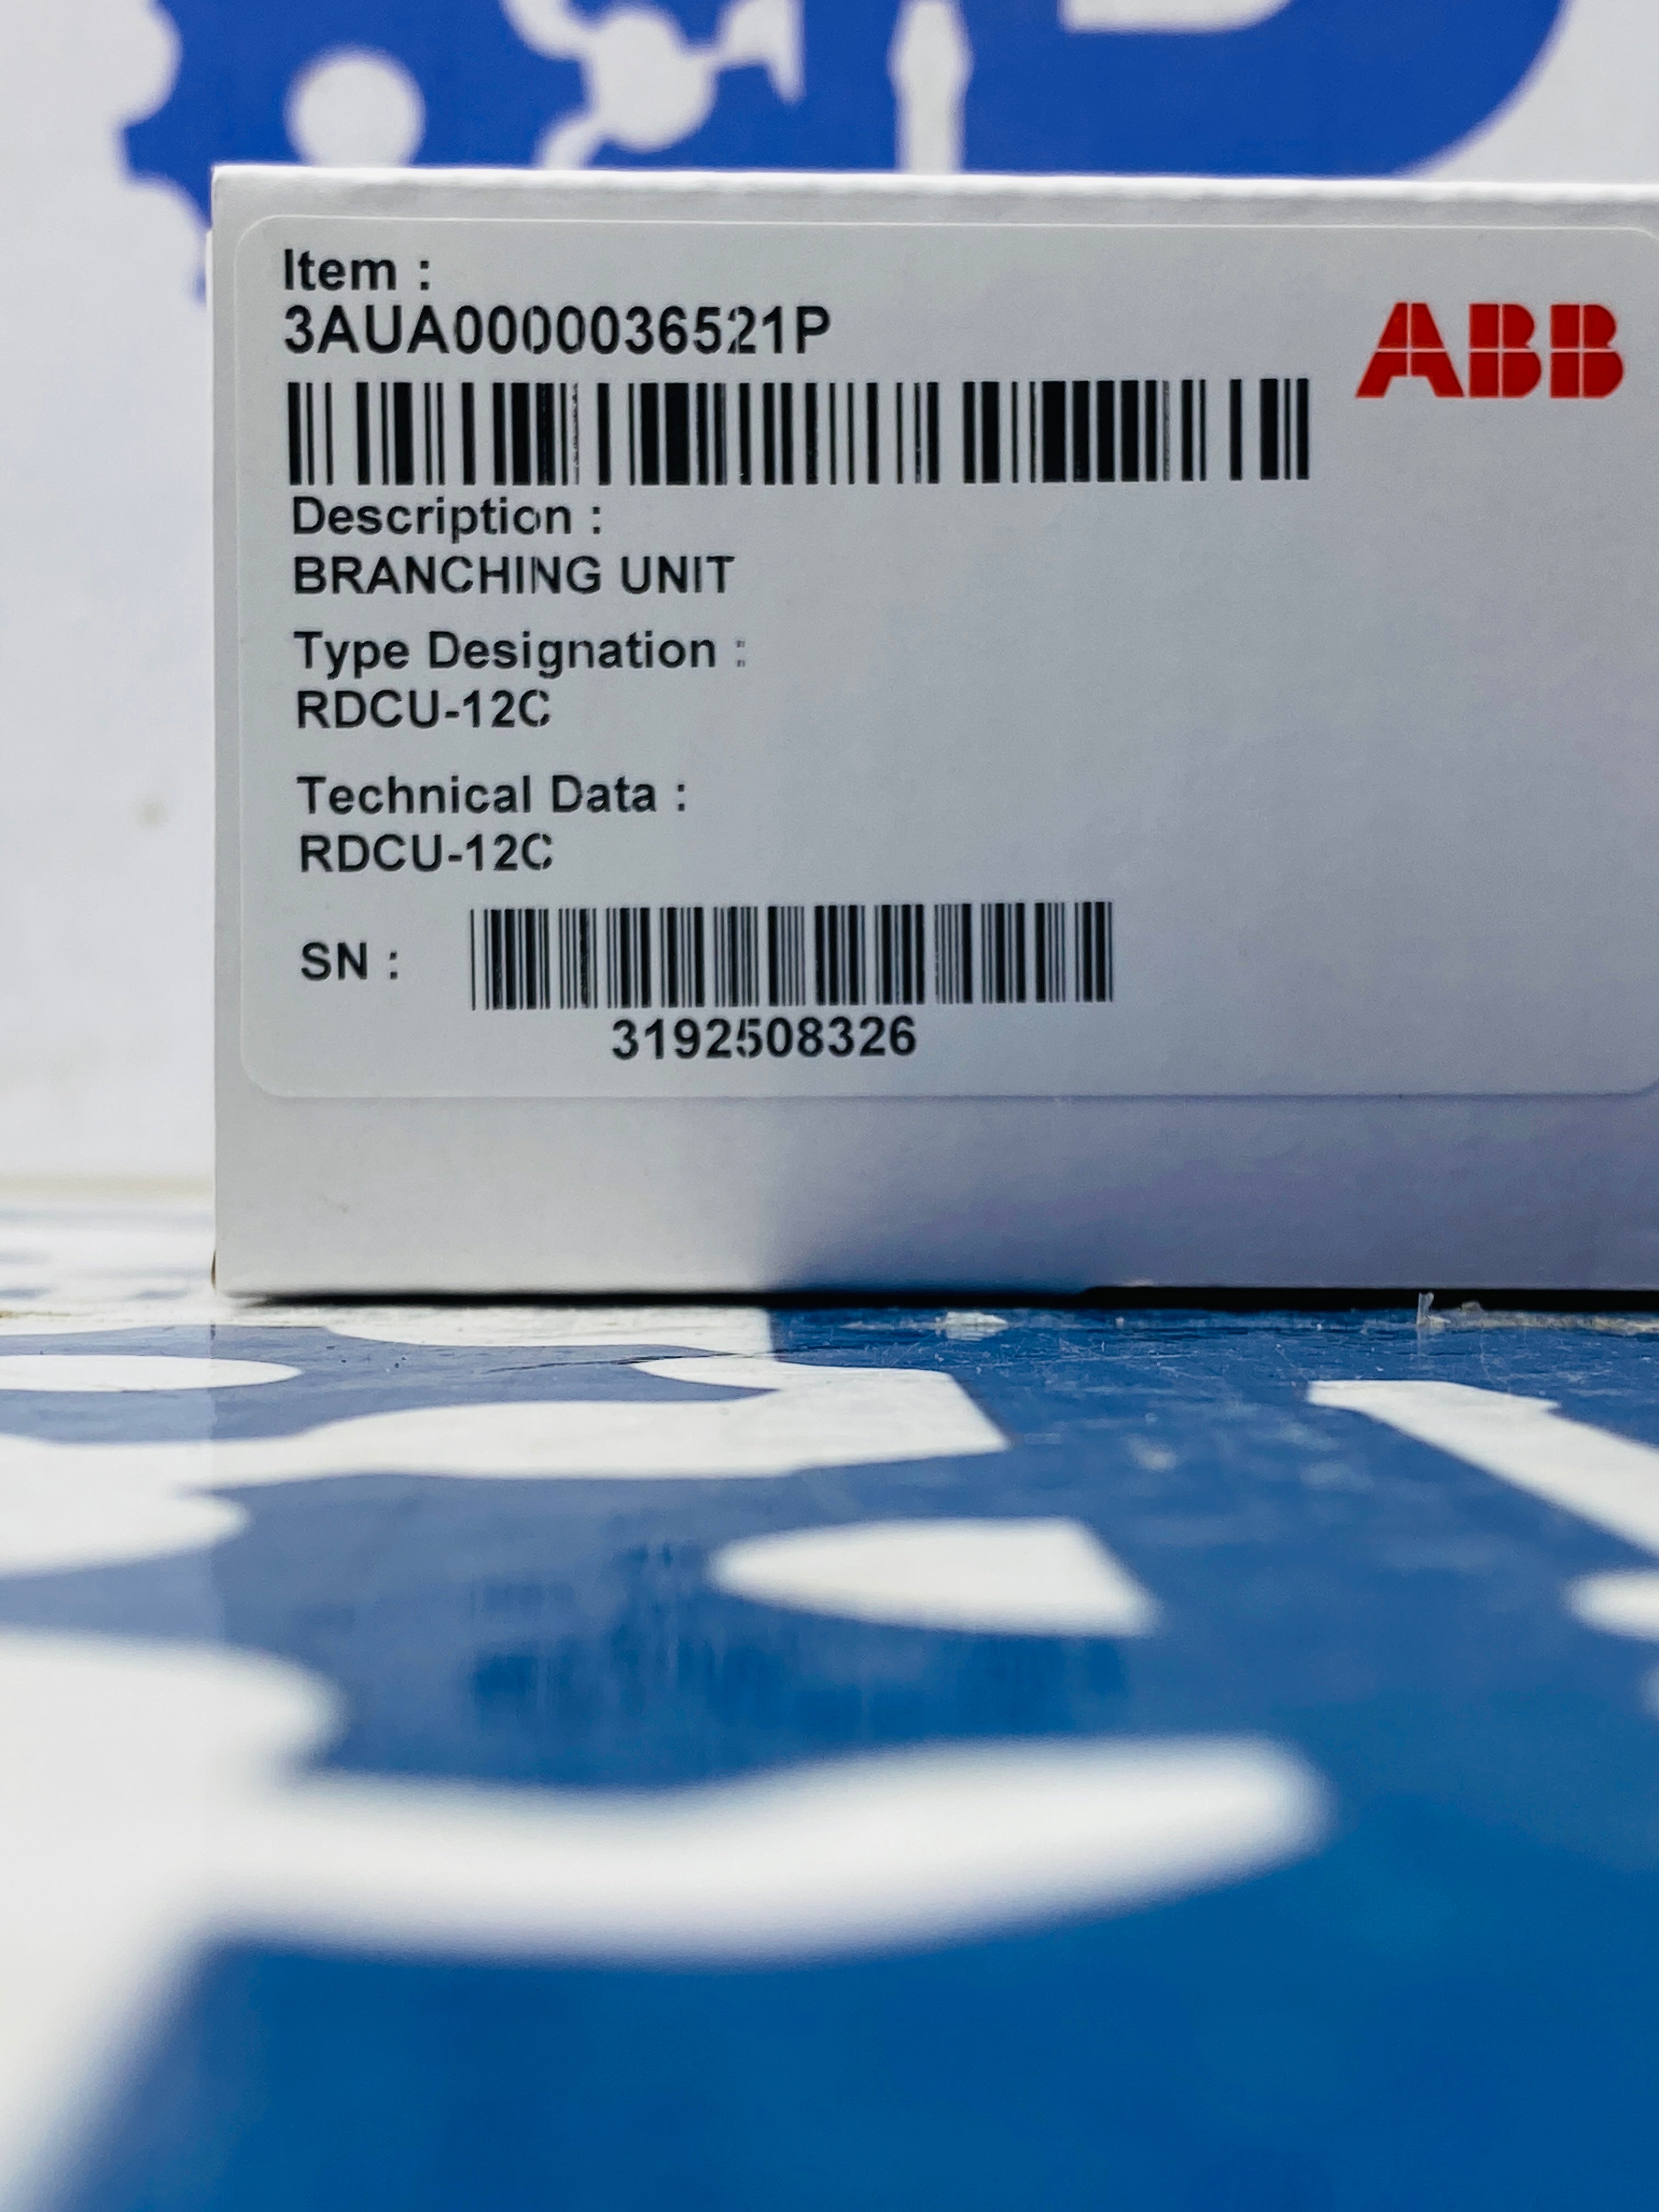 Item :
3AUA0000036521P
ABB
Description :
BRANCHING UNIT
Type Designation :
RDCU-12C
Technical Data :
RDCU-12C
SN :
3192508326